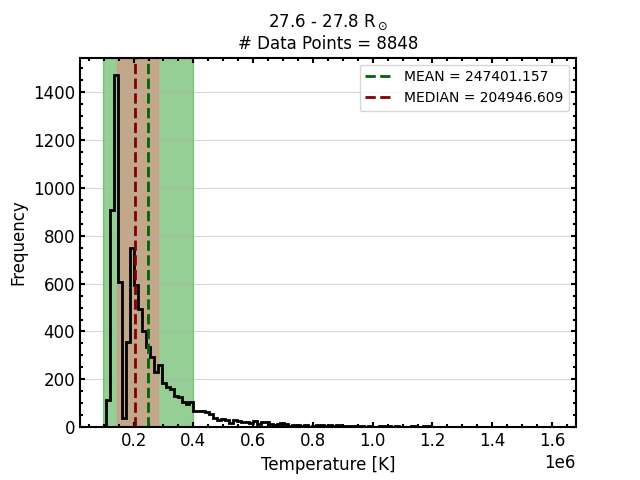 27.6 - 27.8 R⊙
# Data Points = 8848
MEAN = 247401.157
MEDIAN = 204946.609
Frequency
1400
1200
1000
800
600
400
200
0
0.2 0.4 0.6 0.8 1.0 1.2 1.4 1.6
1e6
Temperature [K]